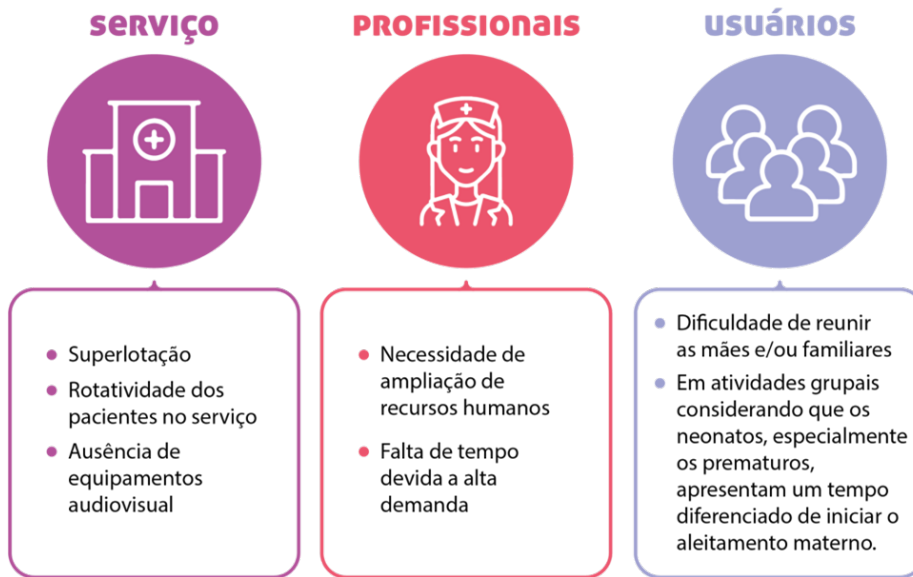 SERVIÇO
Superlotação
Rotatividade dos
pacientes no serviço
Ausência de
equipamentos
audiovisual
PROFISSIONAIS
Necessidade de
ampliação de
recursos humanos
Falta de tempo
devida a alta
demanda
USUÁRIOS
Dificuldade de reunir
as mães e/ou familiares
Em atividades grupais
considerando que os
neonatos, especialmente
os prematuros,
apresentam um tempo
diferenciado de iniciar o
aleitamento materno.